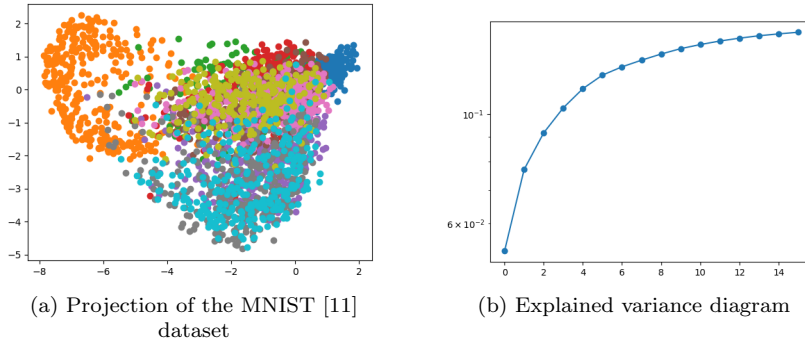 2
1
0
−1
−2
−3
−4
−5
−8 −6 −4 −2 0 2
(a) Projection of the MNIST [11]
dataset
10⁻¹
6 × 10⁻²
0 2 4 6 8 10 12 14
(b) Explained variance diagram